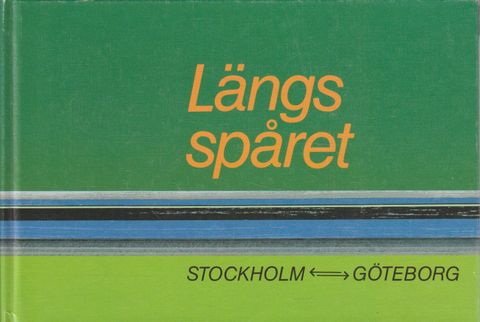 Längs
spåret
STOCKHOLM ⟷ GÖTEBORG